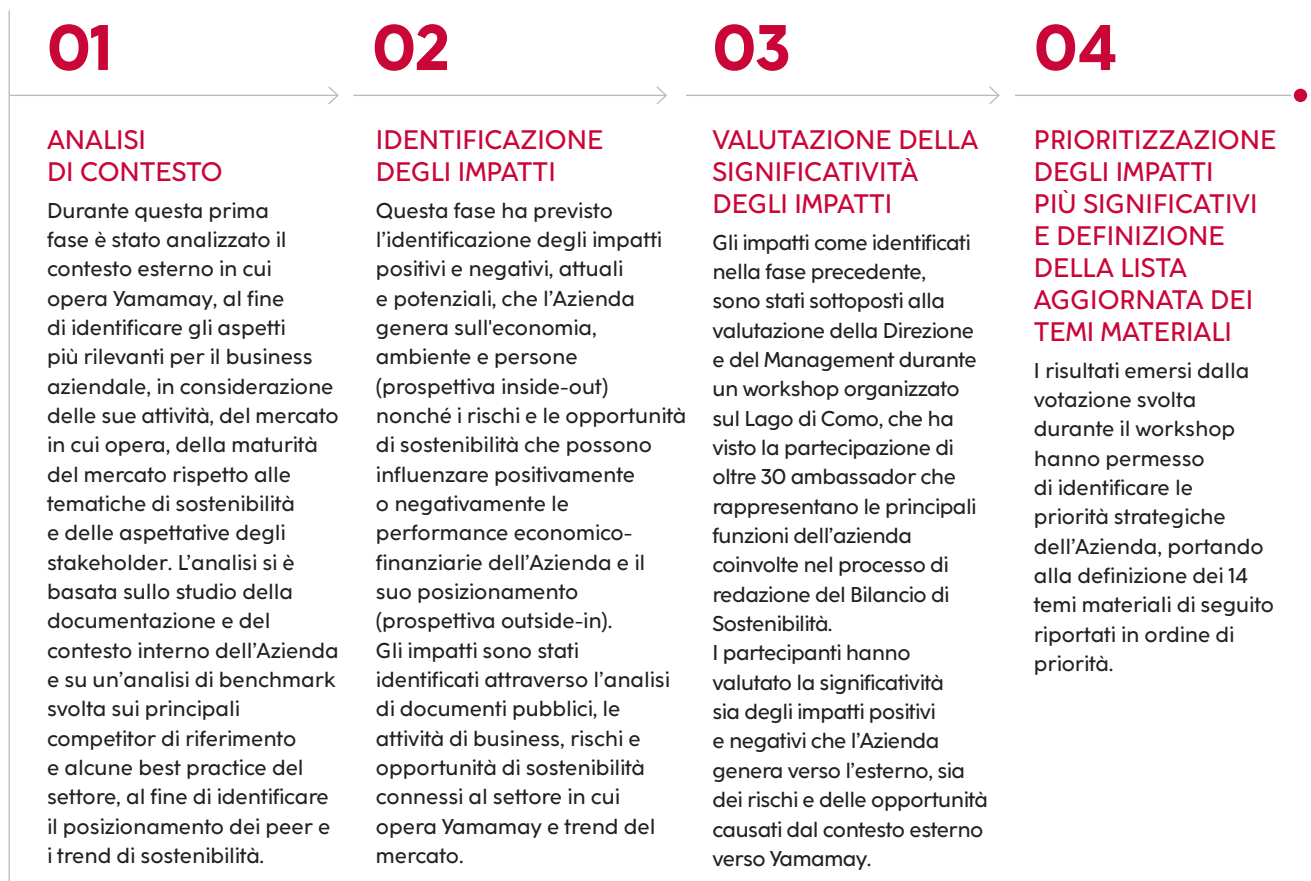 01
ANALISI
DI CONTESTO
Durante questa prima
fase è stato analizzato il
contesto esterno in cui
opera Yamamay, al fine
di identificare gli aspetti
più rilevanti per il business
aziendale, in considerazione
delle sue attività, del mercato
in cui opera, della maturità
del mercato rispetto alle
tematiche di sostenibilità
e delle aspettative degli
stakeholder. L’analisi si è
basata sullo studio della
documentazione e del
contesto interno dell’Azienda
e su un’analisi di benchmark
svolta sui principali
competitor di riferimento
e alcune best practice del
settore, al fine di identificare
il posizionamento dei peer e
i trend di sostenibilità.
02
IDENTIFICAZIONE
DEGLI IMPATTI
Questa fase ha previsto
l’identificazione degli impatti
positivi e negativi, attuali
e potenziali, che l’Azienda
genera sull'economia,
ambiente e persone
(prospettiva inside-out)
nonché i rischi e le opportunità
di sostenibilità che possono
influenzare positivamente
o negativamente le
performance economico-
finanziarie dell’Azienda e il
suo posizionamento
(prospettiva outside-in).
Gli impatti sono stati
identificati attraverso l’analisi
di documenti pubblici, le
attività di business, rischi e
opportunità di sostenibilità
connessi al settore in cui
opera Yamamay e trend del
mercato.
03
VALUTAZIONE DELLA
SIGNIFICATIVITÀ
DEGLI IMPATTI
Gli impatti come identificati
nella fase precedente,
sono stati sottoposti alla
valutazione della Direzione
e del Management durante
un workshop organizzato
sul Lago di Como, che ha
visto la partecipazione di
oltre 30 ambassador che
rappresentano le principali
funzioni dell’azienda
coinvolte nel processo di
redazione del Bilancio di
Sostenibilità.
I partecipanti hanno
valutato la significatività
sia degli impatti positivi
e negativi che l’Azienda
genera verso l’esterno, sia
dei rischi e delle opportunità
causati dal contesto esterno
verso Yamamay.
04
PRIORITIZZAZIONE
DEGLI IMPATTI
PIÙ SIGNIFICATIVI
E DEFINIZIONE
DELLA LISTA
AGGIORNATA DEI
TEMI MATERIALI
I risultati emersi dalla
votazione svolta
durante il workshop
hanno permesso
di identificare le
priorità strategiche
dell’Azienda, portando
alla definizione dei 14
temi materiali di seguito
riportati in ordine di
priorità.